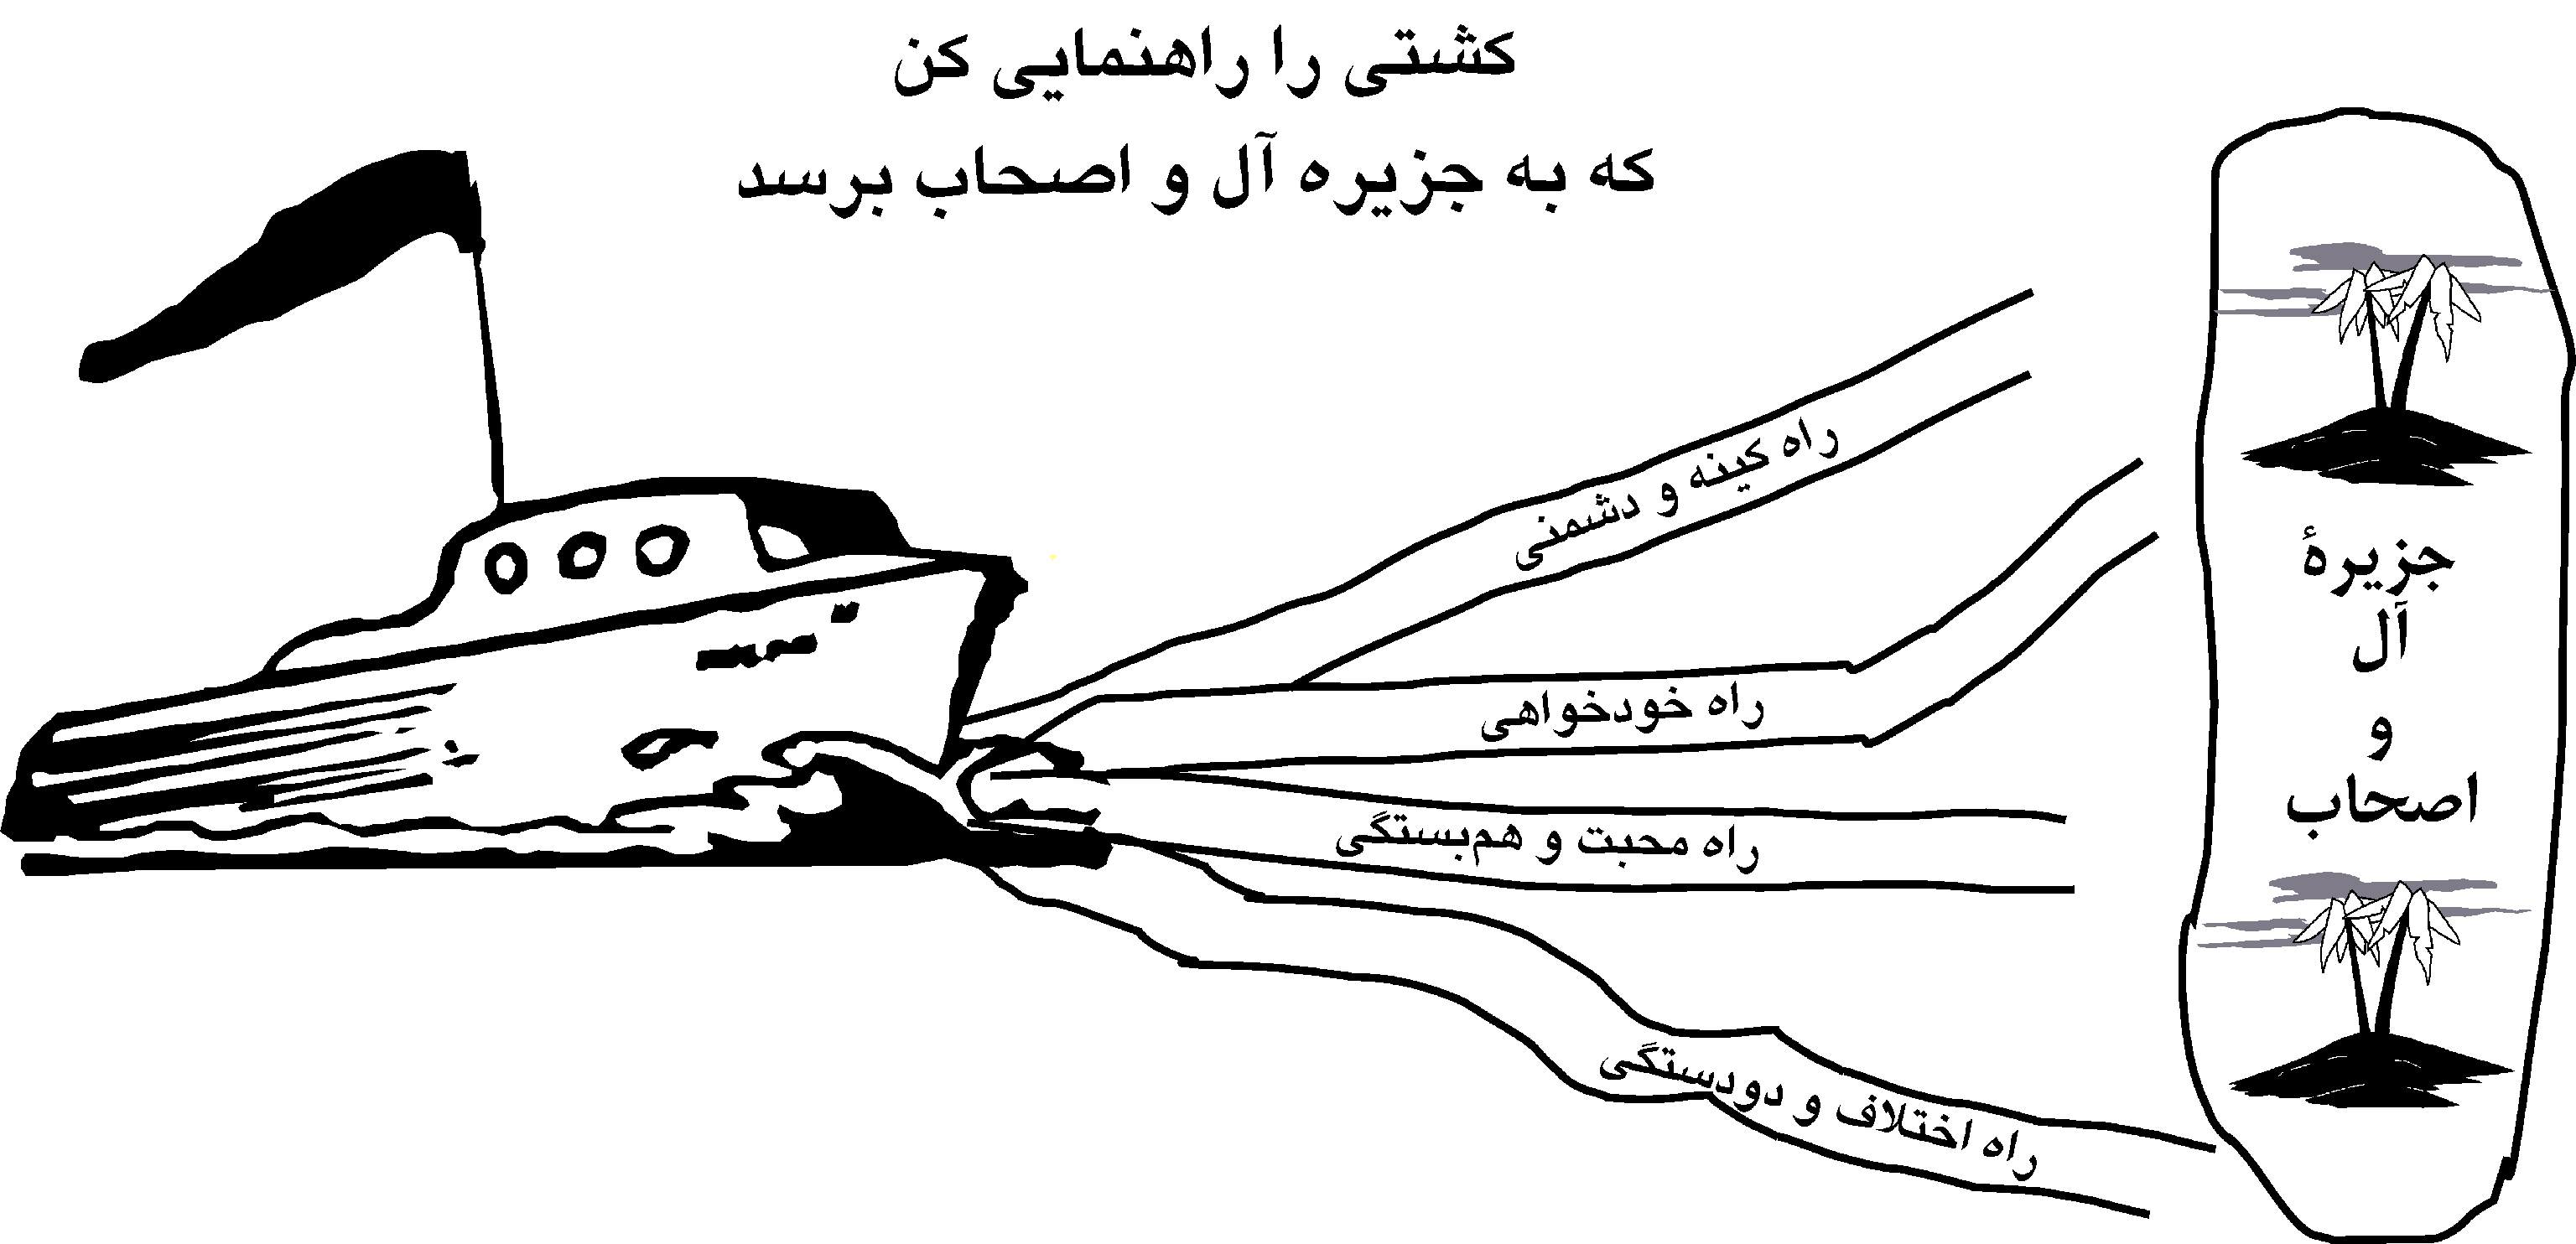 کشتی را راهنمایی کن
که به جزیره آل و اصحاب برسد
راه کینه و دشمنی
راه خودخواهی
راه محبت و هم‌بستگی
راه اختلاف و دودستگی
جزیرهٔ
آل
و
اصحاب